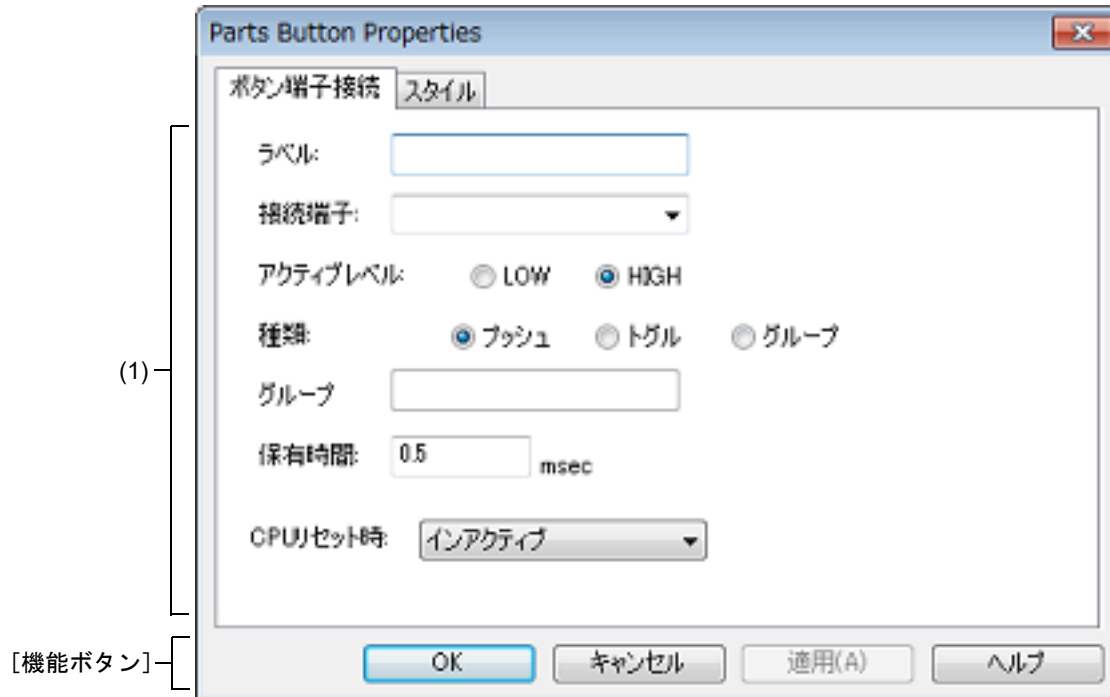 Parts Button Properties
ボタン端子接続 スタイル
ラベル:
接続端子:
アクティブレベル: LOW HIGH
種類: プッシュ トグル グループ
(1)
グループ
保有時間: 0.5 msec
CPUリセット時: インアクティブ
[機能ボタン] OK キャンセル 適用(A) ヘルプ